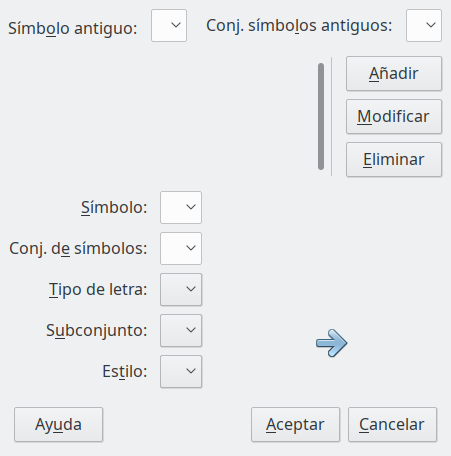 Símbolo antiguo: Conj. símbolos antiguos:
Añadir
Modificar
Eliminar
Símbolo:
Conj. de símbolos:
Tipo de letra:
Subconjunto:
Estilo:
Ayuda Aceptar Cancelar